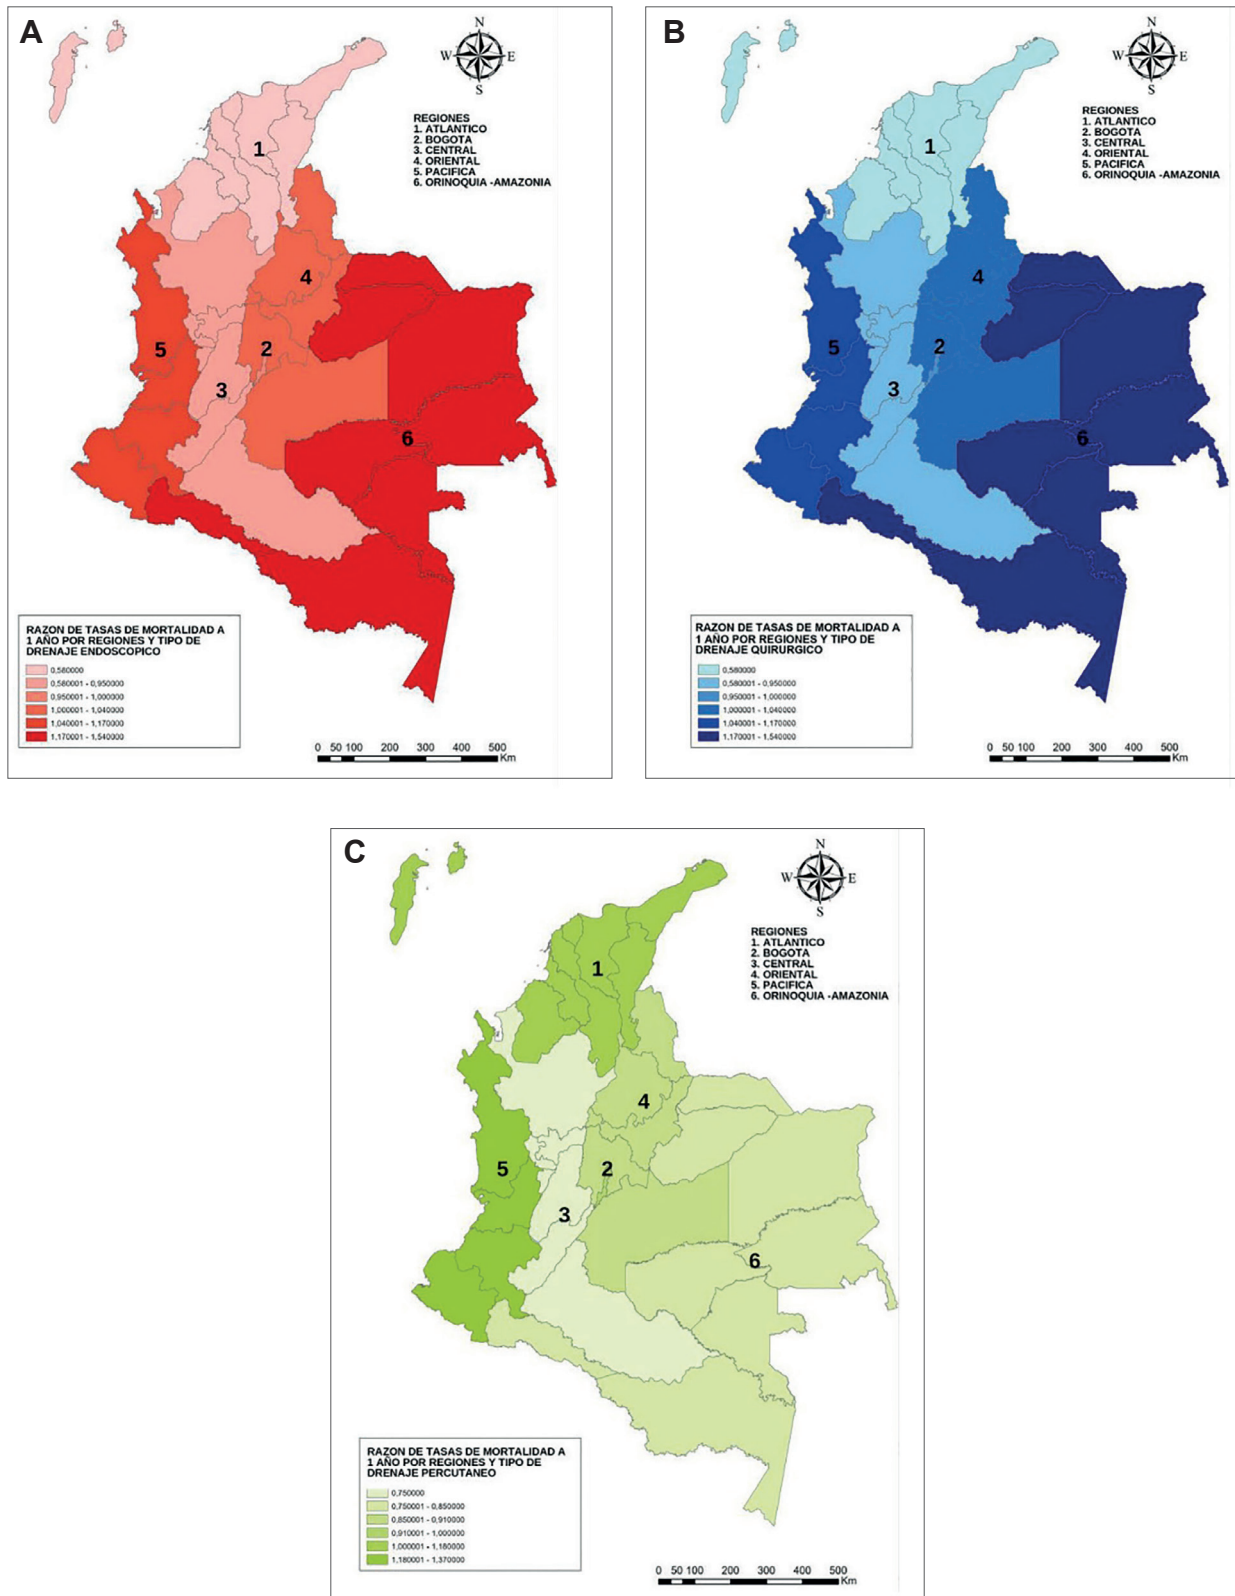 A
N
W
E
S
REGIONES
1. ATLANTICO
2. BOGOTA
3. CENTRAL
4. ORIENTAL
5. PACIFICA
6. ORINOQUIA -AMAZONIA
1
4
5
2
3
6
RAZON DE TASAS DE MORTALIDAD A
1 AÑO POR REGIONES Y TIPO DE
DRENAJE ENDOSCOPICO
0,580000
0,580001 - 0,950000
0,950001 - 1,000000
1,000001 - 1,040000
1,040001 - 1,170000
1,170001 - 1,540000
0 50 100 200 300 400 500
Km
B
N
W
E
S
REGIONES
1. ATLANTICO
2. BOGOTA
3. CENTRAL
4. ORIENTAL
5. PACIFICA
6. ORINOQUIA -AMAZONIA
1
4
5
2
3
6
RAZON DE TASAS DE MORTALIDAD A
1 AÑO POR REGIONES Y TIPO DE
DRENAJE QUIRURGICO
0,580000
0,580001 - 0,950000
0,950001 - 1,000000
1,000001 - 1,040000
1,040001 - 1,170000
1,170001 - 1,540000
0 50 100 200 300 400 500
Km
C
N
W
E
S
REGIONES
1. ATLANTICO
2. BOGOTA
3. CENTRAL
4. ORIENTAL
5. PACIFICA
6. ORINOQUIA -AMAZONIA
1
4
5
2
3
6
RAZON DE TASAS DE MORTALIDAD A
1 AÑO POR REGIONES Y TIPO DE
DRENAJE PERCUTANEO
0,750000
0,750001 - 0,850000
0,850001 - 0,910000
0,910001 - 1,000000
1,000001 - 1,180000
1,180001 - 1,370000
0 50 100 200 300 400 500
Km